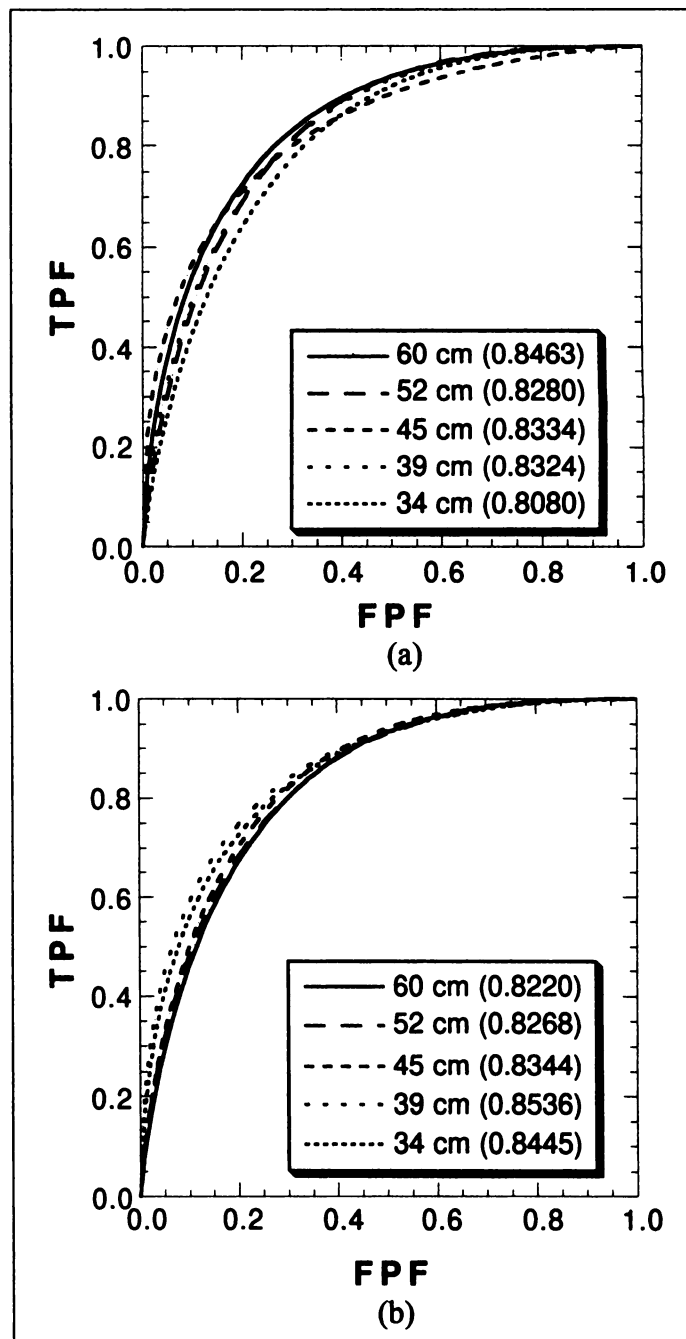 1.0
0.8
0.6
0.4
0.2
0.0
TPF
60 cm (0.8463)
52 cm (0.8280)
45 cm (0.8334)
39 cm (0.8324)
34 cm (0.8080)
0.0 0.2 0.4 0.6 0.8 1.0
FPF
(a)
1.0
0.8
0.6
0.4
0.2
0.0
TPF
60 cm (0.8220)
52 cm (0.8268)
45 cm (0.8344)
39 cm (0.8536)
34 cm (0.8445)
0.0 0.2 0.4 0.6 0.8 1.0
FPF
(b)